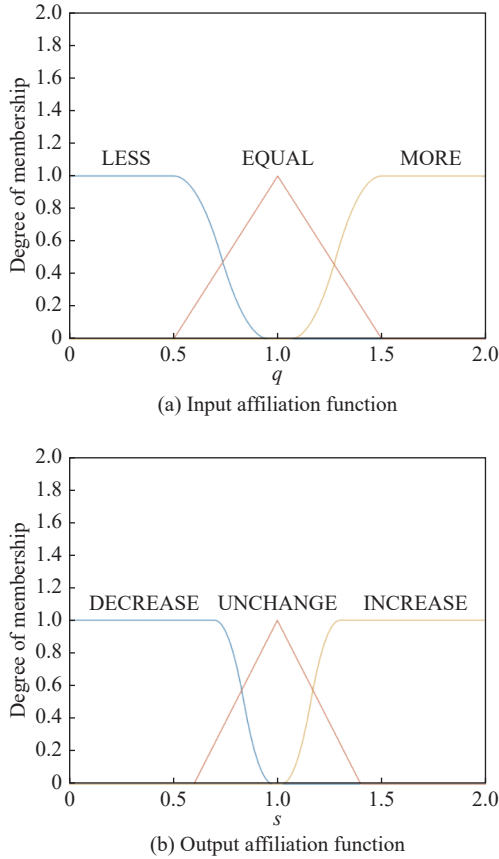 2.0
1.8
1.6
1.4
1.2
1.0
0.8
0.6
0.4
0.2
0
Degree of membership
LESS EQUAL MORE
0 0.5 1.0 1.5 2.0
q
(a) Input affiliation function
2.0
1.8
1.6
1.4
1.2
1.0
0.8
0.6
0.4
0.2
0
Degree of membership
DECREASE UNCHANGE INCREASE
0 0.5 1.0 1.5 2.0
s
(b) Output affiliation function